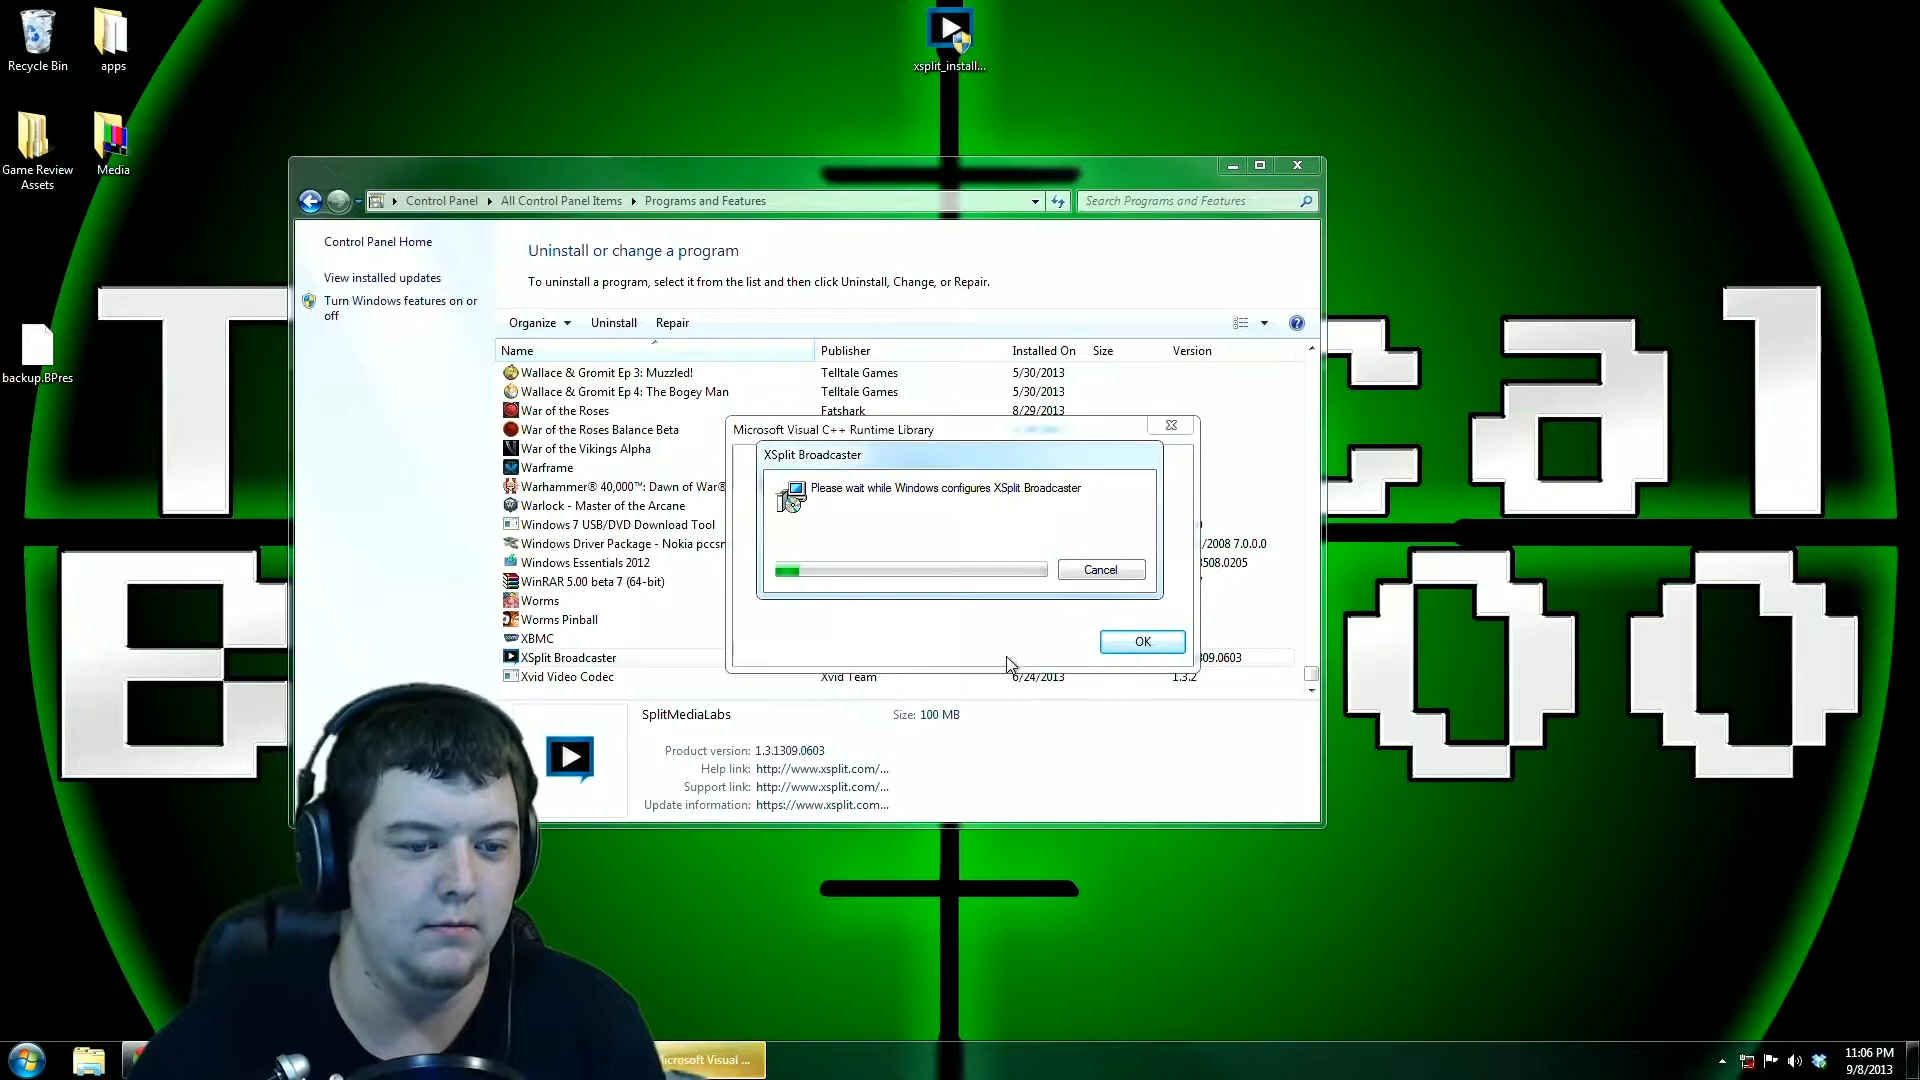 Recycle Bin
apps
xsplit_install...
Game Review
Assets
Media
backup.BPres
Control Panel
All Control Panel Items
Programs and Features
Search Programs and Features
Control Panel Home
View installed updates
Turn Windows features on or
off
Uninstall or change a program
To uninstall a program, select it from the list and then click Uninstall, Change, or Repair.
Organize
Uninstall
Repair
Name
Publisher
Installed On
Size
Version
Wallace & Gromit Ep 3: Muzzled!
Telltale Games
5/30/2013
Wallace & Gromit Ep 4: The Bogey Man
Telltale Games
5/30/2013
War of the Roses
Fatshark
8/29/2013
War of the Roses Balance Beta
War of the Vikings Alpha
Warframe
Warhammer® 40,000™: Dawn of War®
Warlock - Master of the Arcane
Windows 7 USB/DVD Download Tool
Windows Driver Package - Nokia pccsr
/2008 7.0.0.0
Windows Essentials 2012
3508.0205
WinRAR 5.00 beta 7 (64-bit)
Worms
Worms Pinball
XBMC
XSplit Broadcaster
309.0603
Xvid Video Codec
Xvid Team
6/24/2013
1.3.2
Microsoft Visual C++ Runtime Library
XSplit Broadcaster
Please wait while Windows configures XSplit Broadcaster
Cancel
OK
SplitMediaLabs
Size: 100 MB
Product version: 1.3.1309.0603
Help link: http://www.xsplit.com/...
Support link: http://www.xsplit.com/...
Update information: https://www.xsplit.com...
icrosoft Visual ...
11:06 PM
9/8/2013